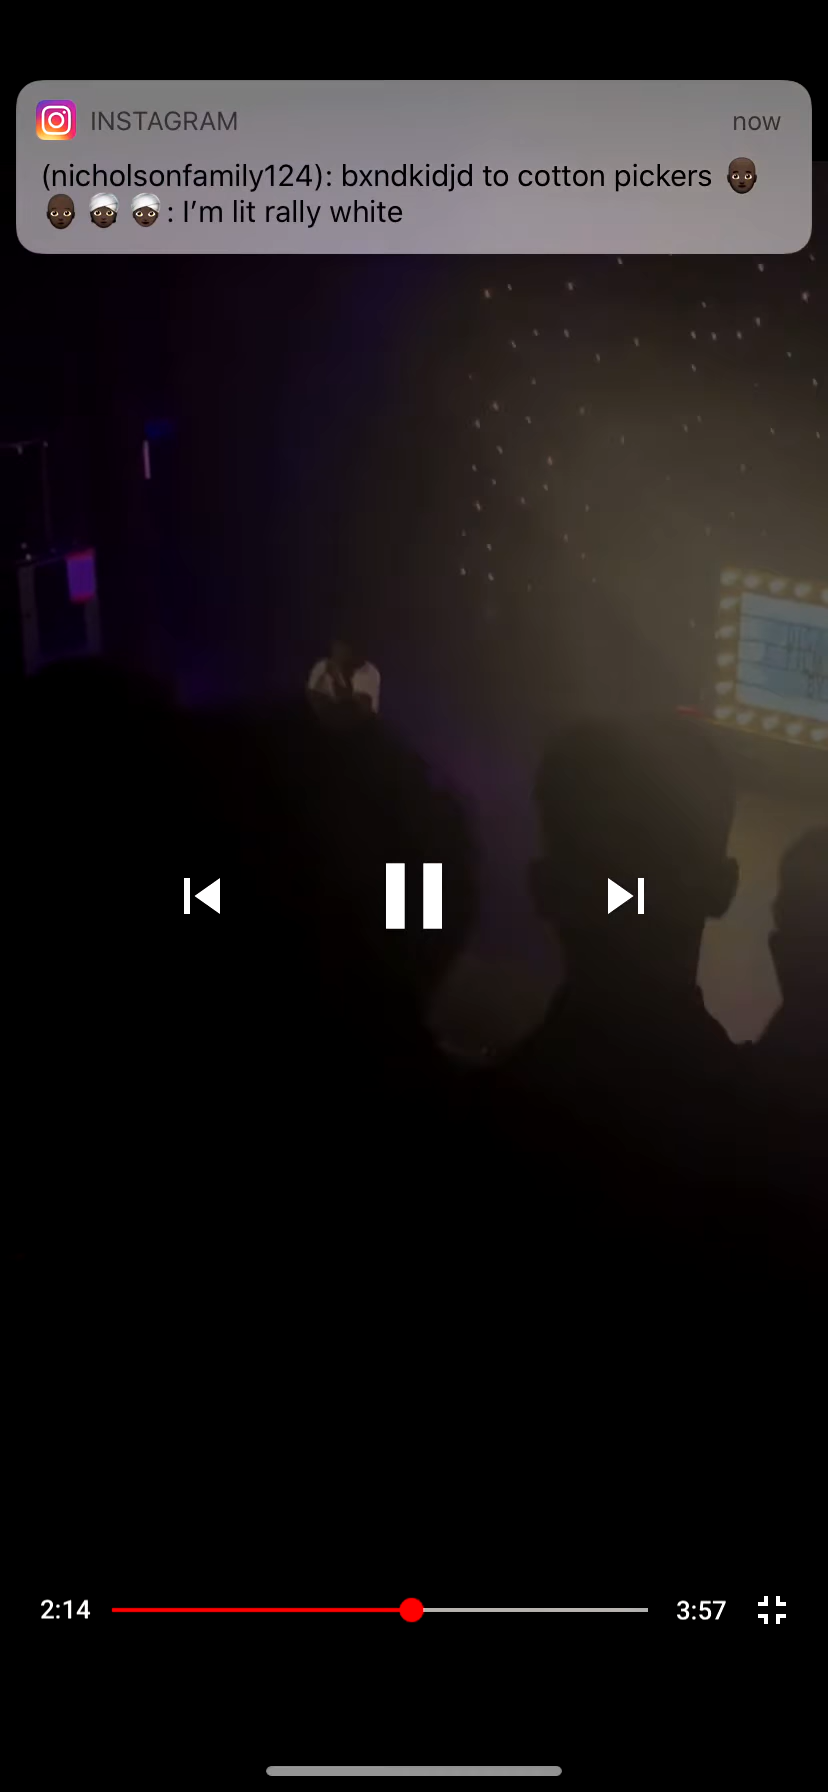 INSTAGRAM now
(nicholsonfamily124): bxndkidjd to cotton pickers 👨🏿‍🦲
👨🏿‍🦲 👳🏿‍♀️ 👳🏿‍♂️ : I’m lit rally white
2:14 3:57